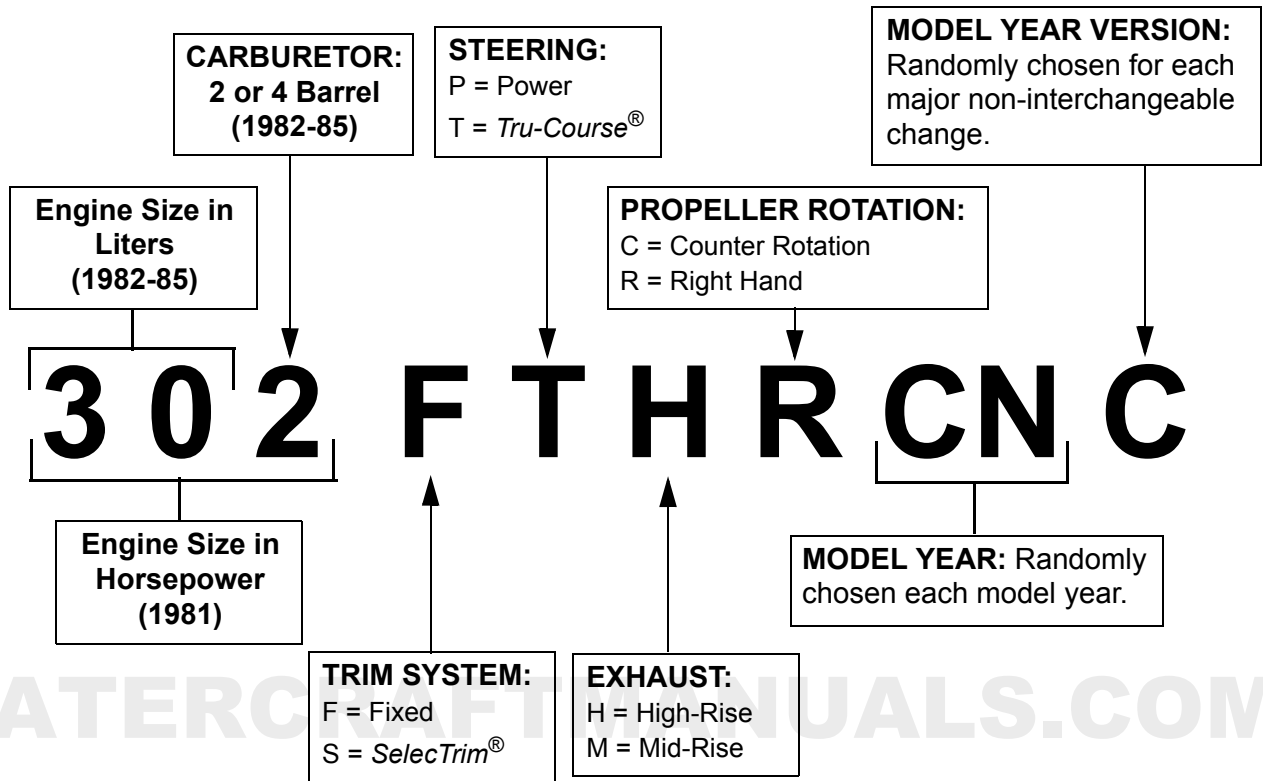 CARBURETOR:
2 or 4 Barrel
(1982-85)
STEERING:
P = Power
T = Tru-Course®
MODEL YEAR VERSION:
Randomly chosen for each
major non-interchangeable
change.
Engine Size in
Liters
(1982-85)
PROPELLER ROTATION:
C = Counter Rotation
R = Right Hand
3 0 2 F T H R CN C
Engine Size in
Horsepower
(1981)
MODEL YEAR: Randomly
chosen each model year.
TRIM SYSTEM:
F = Fixed
S = SelecTrim®
EXHAUST:
H = High-Rise
M = Mid-Rise
ATERCRAFTMANUALS.COM